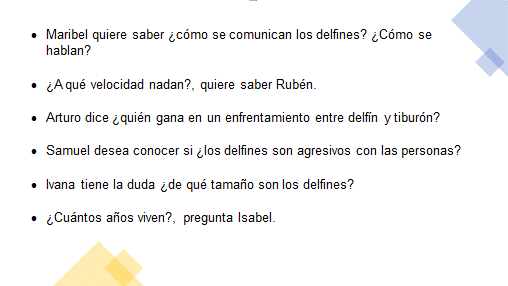 • Maribel quiere saber ¿cómo se comunican los delfines? ¿Cómo se
hablan?
• ¿A qué velocidad nadan?, quiere saber Rubén.
• Arturo dice ¿quién gana en un enfrentamiento entre delfín y tiburón?
• Samuel desea conocer si ¿los delfines son agresivos con las personas?
• Ivana tiene la duda ¿de qué tamaño son los delfines?
• ¿Cuántos años viven?, pregunta Isabel.